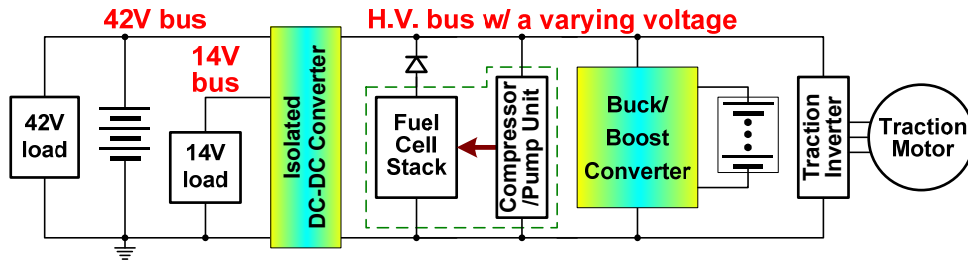 42V bus
H.V. bus w/ a varying voltage
14V
bus
42V
load
14V
load
Isolated
DC-DC Converter
Fuel
Cell
Stack
Compressor
/Pump Unit
Buck/
Boost
Converter
Traction
Inverter
Traction
Motor